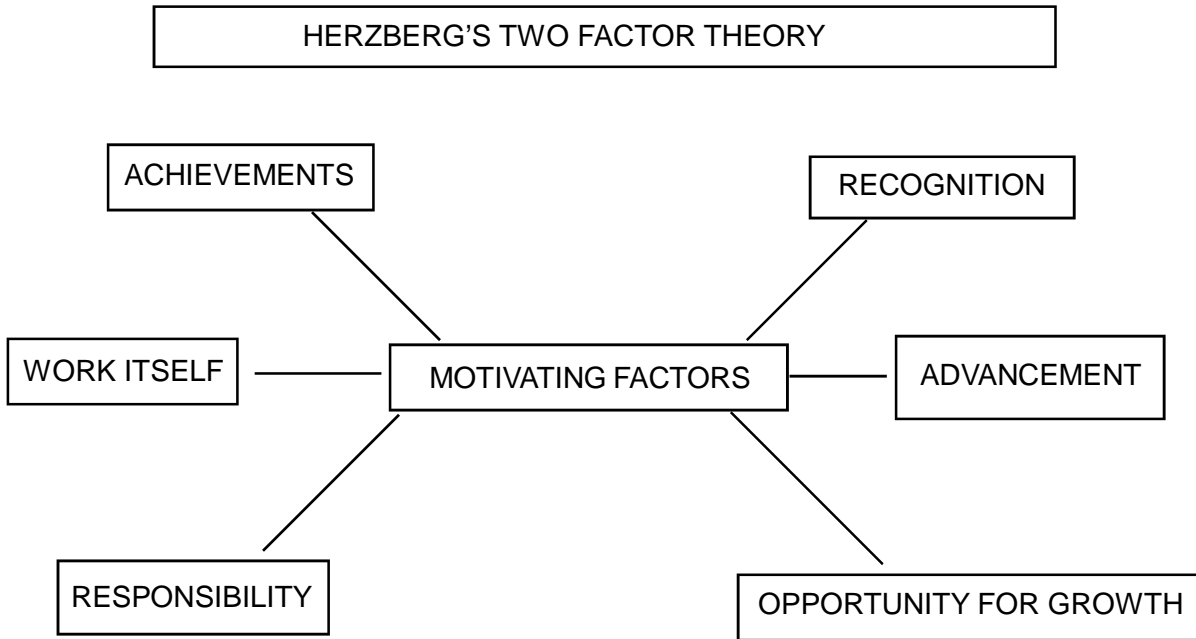 HERZBERG'S TWO FACTOR THEORY
ACHIEVEMENTS
RECOGNITION
WORK ITSELF
MOTIVATING FACTORS
ADVANCEMENT
RESPONSIBILITY
OPPORTUNITY FOR GROWTH